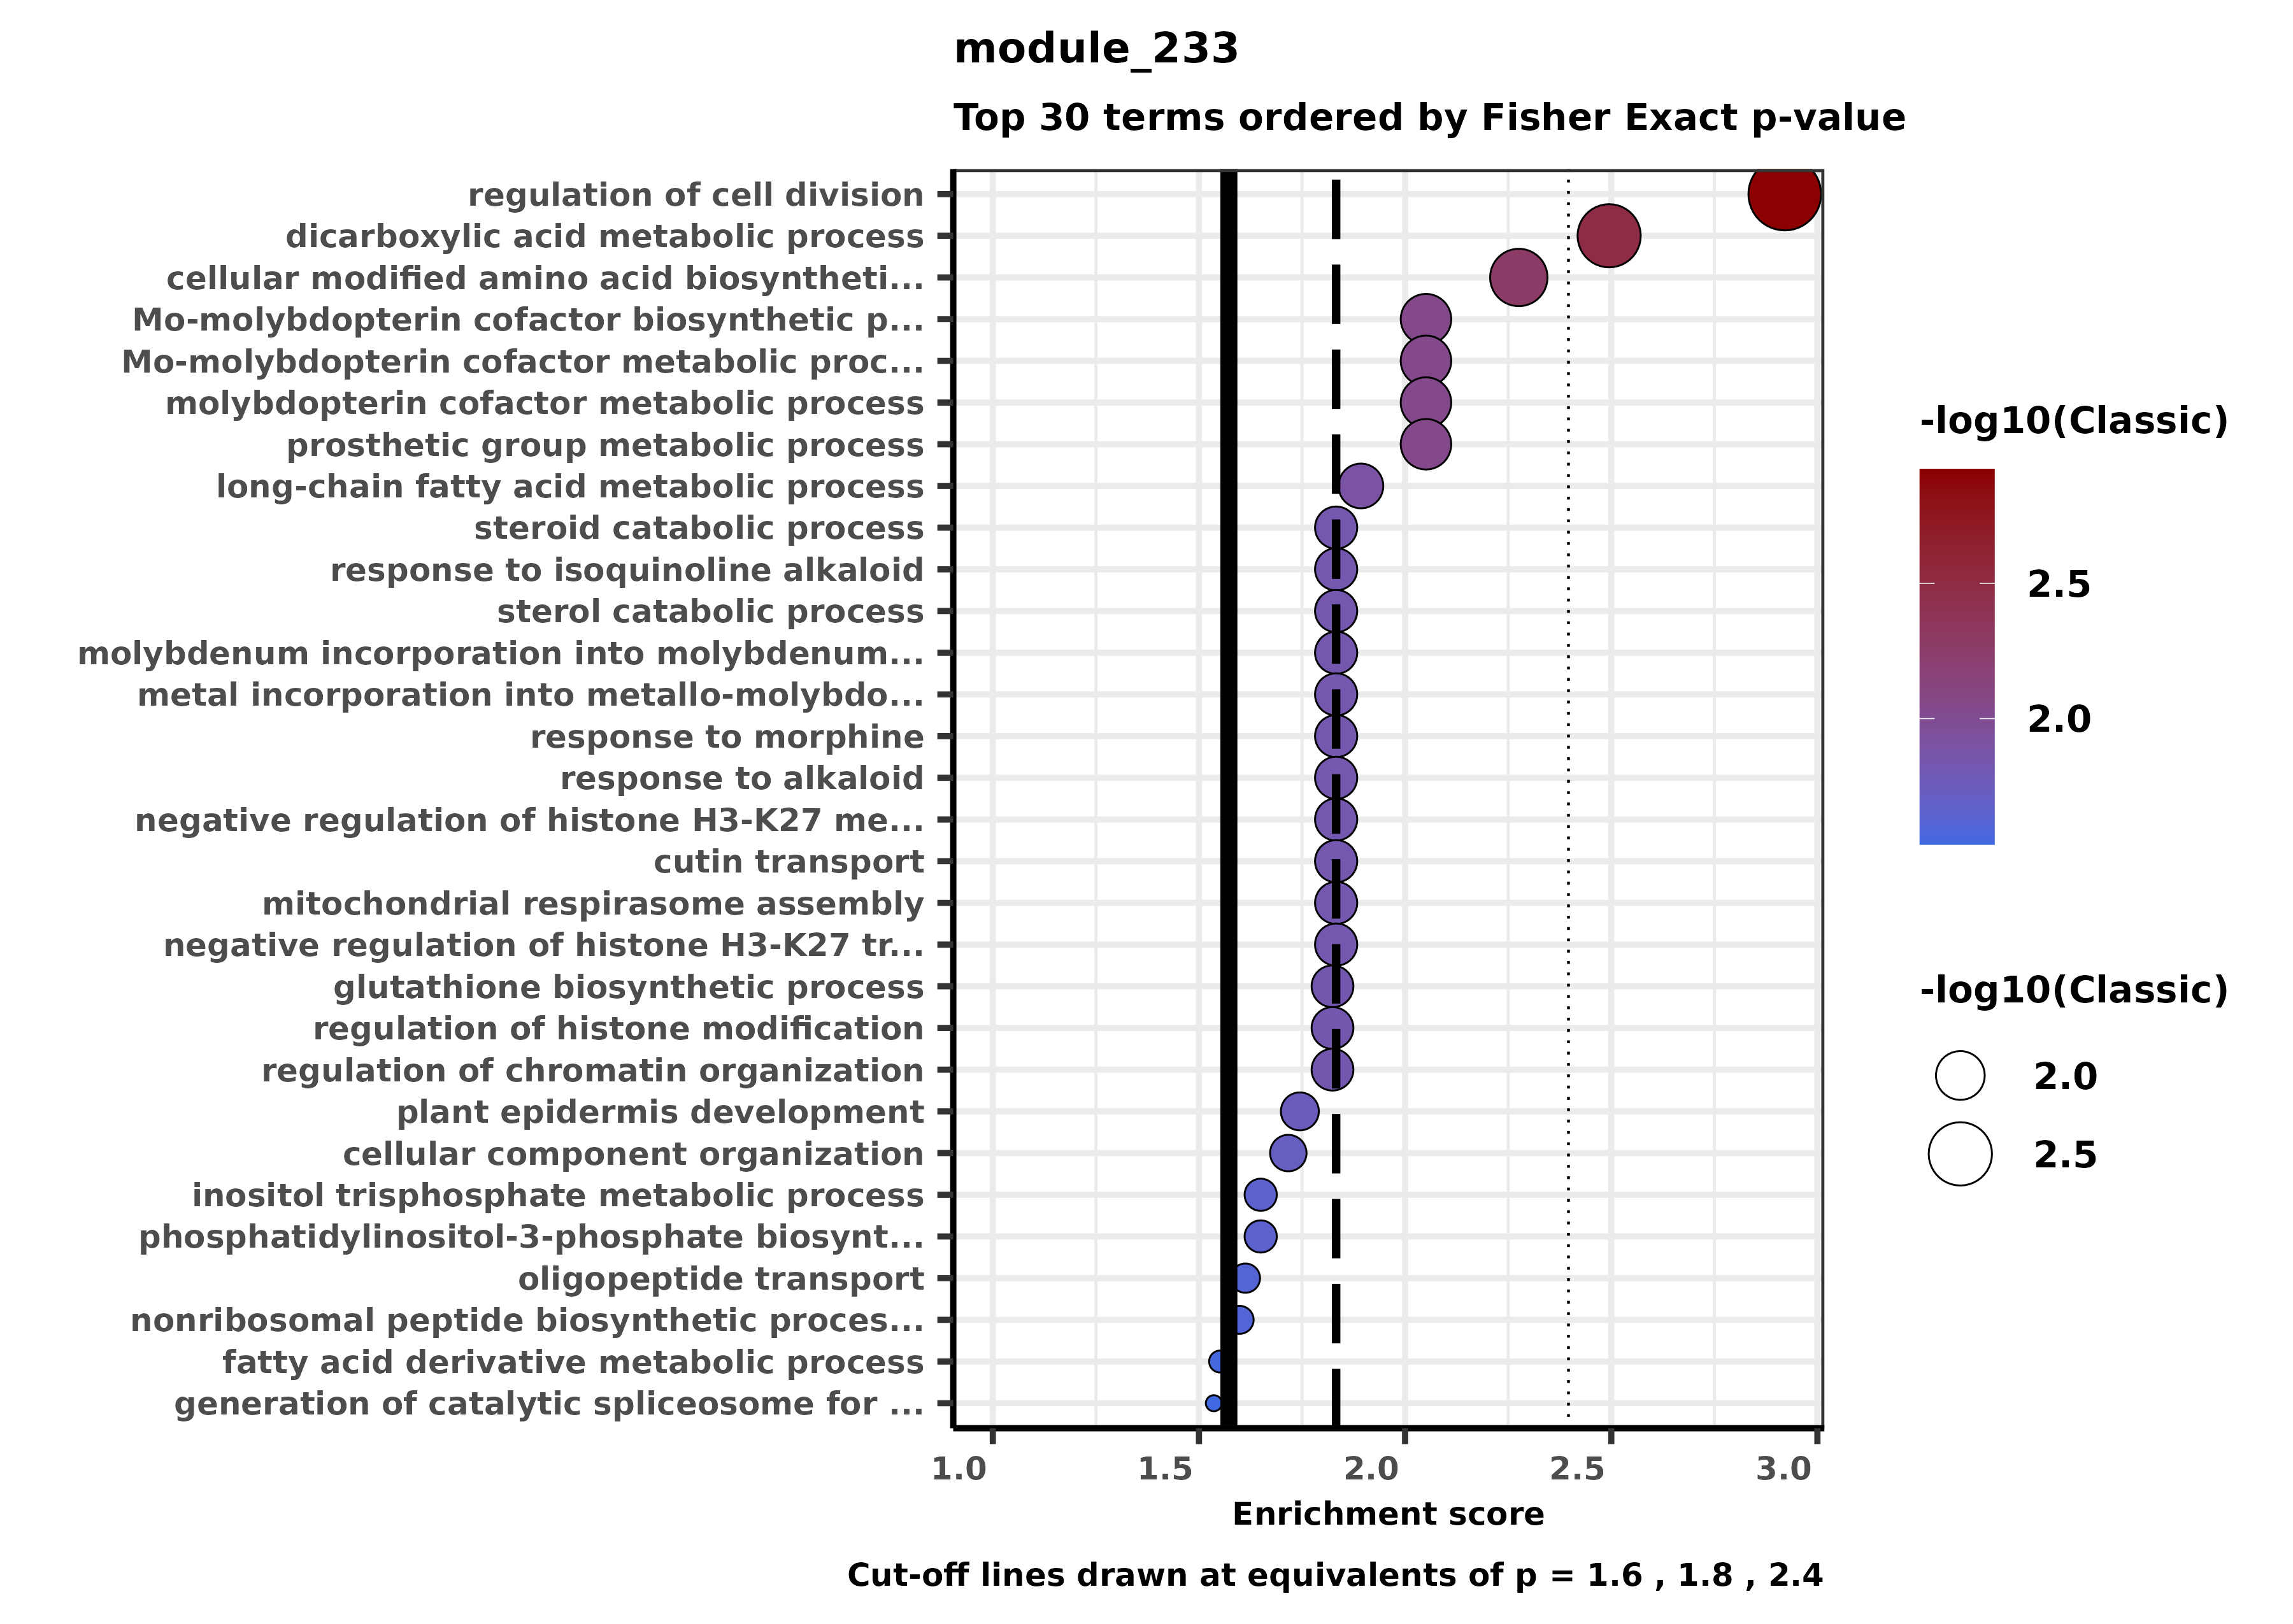 module_233
Top 30 terms ordered by Fisher Exact p-value
regulation of cell division
dicarboxylic acid metabolic process
cellular modified amino acid biosyntheti...
Mo-molybdopterin cofactor biosynthetic p...
Mo-molybdopterin cofactor metabolic proc...
molybdopterin cofactor metabolic process
prosthetic group metabolic process
long-chain fatty acid metabolic process
steroid catabolic process
response to isoquinoline alkaloid
sterol catabolic process
molybdenum incorporation into molybdenum...
metal incorporation into metallo-molybdo...
response to morphine
response to alkaloid
negative regulation of histone H3-K27 me...
cutin transport
mitochondrial respirasome assembly
negative regulation of histone H3-K27 tr...
glutathione biosynthetic process
regulation of histone modification
regulation of chromatin organization
plant epidermis development
cellular component organization
inositol trisphosphate metabolic process
phosphatidylinositol-3-phosphate biosynt...
oligopeptide transport
nonribosomal peptide biosynthetic proces...
fatty acid derivative metabolic process
generation of catalytic spliceosome for ...
1.0 1.5 2.0 2.5 3.0
Enrichment score
Cut-off lines drawn at equivalents of p = 1.6 , 1.8 , 2.4
-log10(Classic)
2.5
2.0
-log10(Classic)
2.0
2.5